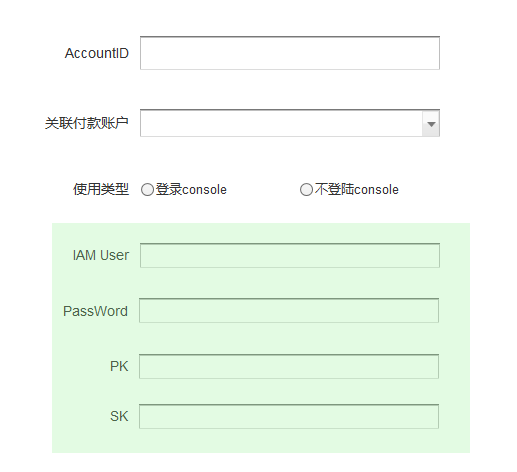 AccountID
关联付款账户
使用类型 登录console 不登陆console
IAM User
PassWord
PK
SK